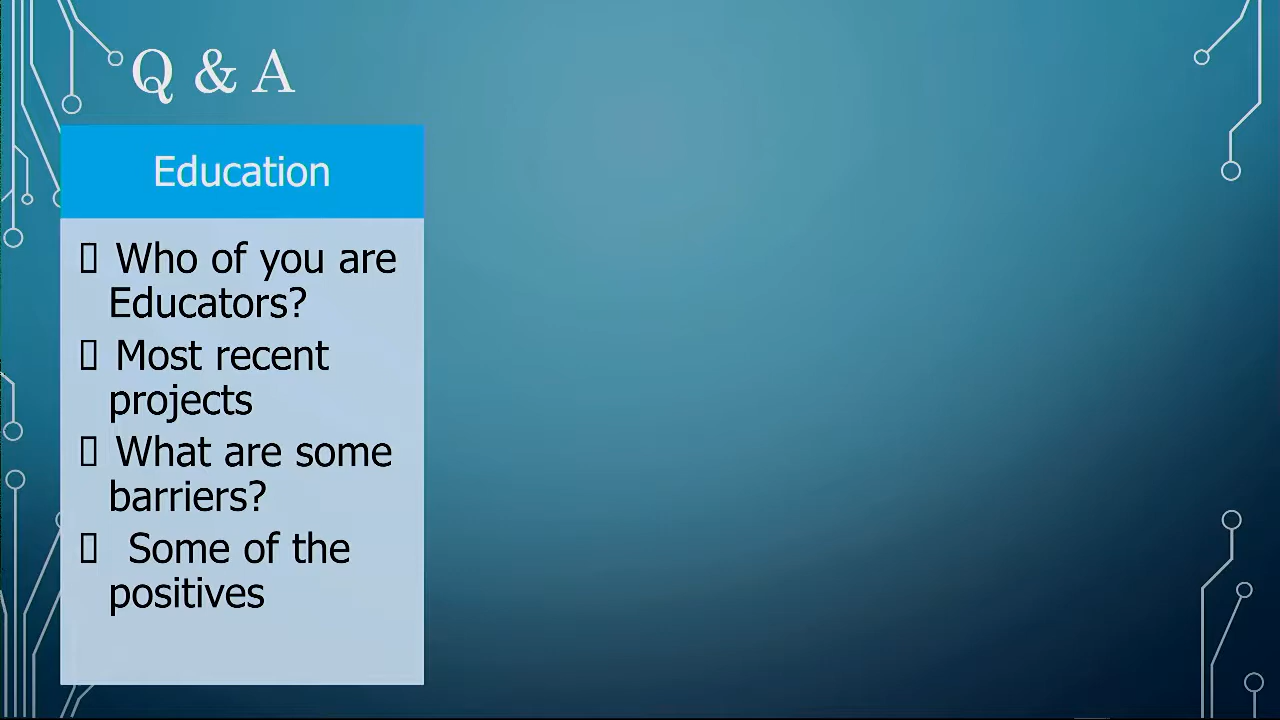 Q & A
Education
▯ Who of you are
Educators?
▯ Most recent
projects
▯ What are some
barriers?
▯ Some of the
positives